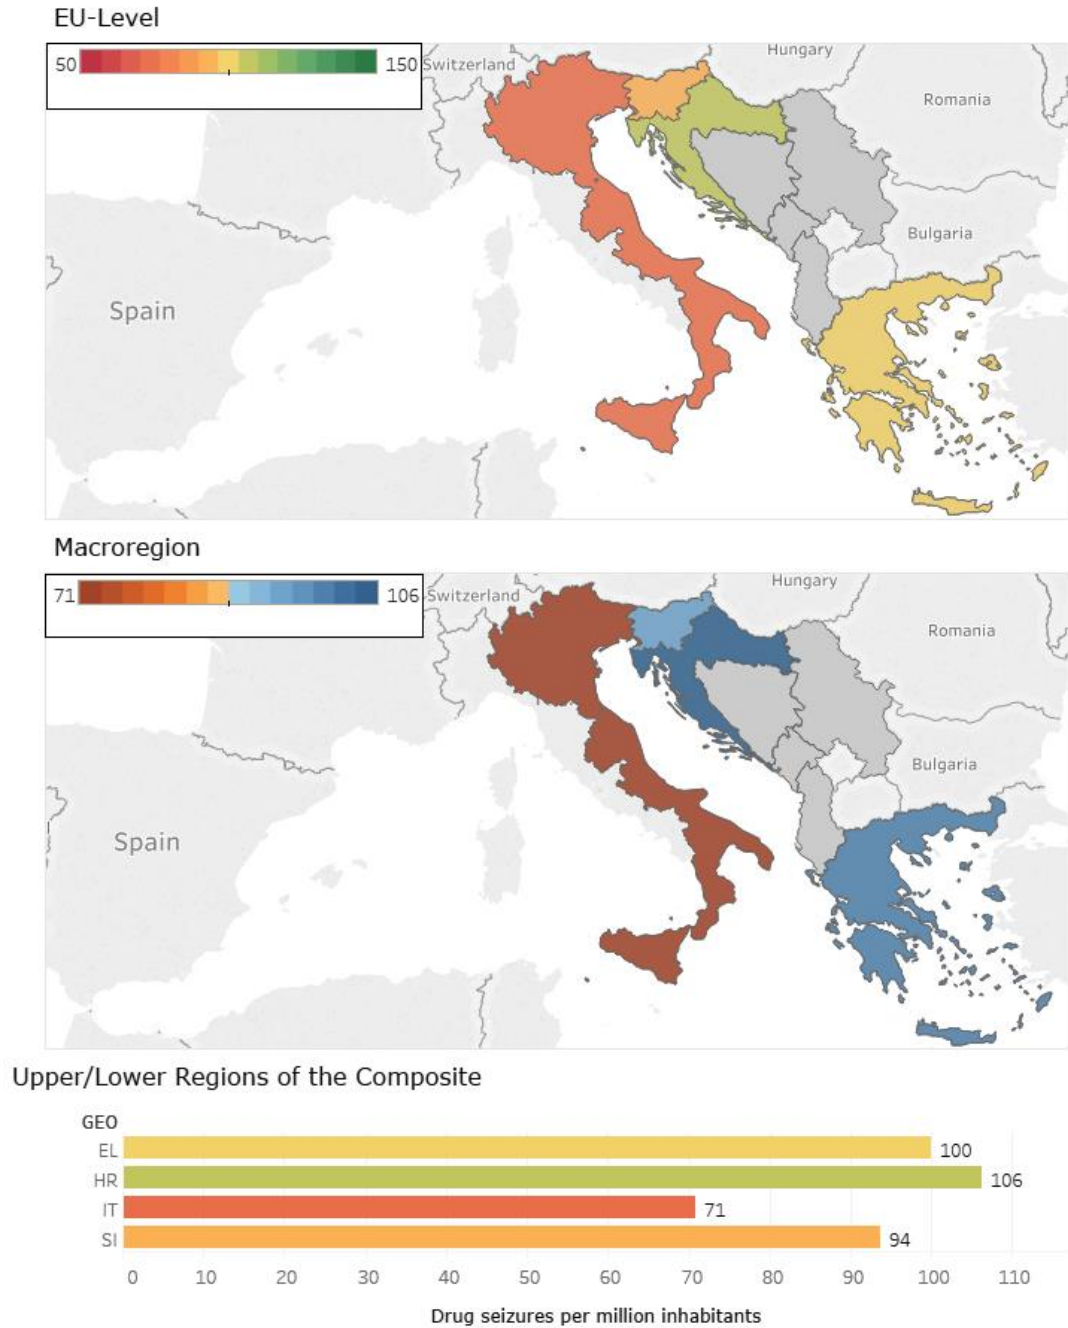 EU-Level
50 150
Switzerland
Hungary
Romania
Bulgaria
Spain
Macroregion
71 106
Switzerland
Hungary
Romania
Bulgaria
Spain
Upper/Lower Regions of the Composite
GEO
EL 100
HR 106
IT 71
SI 94
0 10 20 30 40 50 60 70 80 90 100 110
Drug seizures per million inhabitants